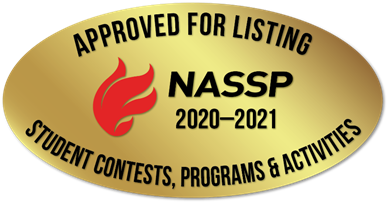 APPROVED FOR LISTING
NASSP
2020–2021
STUDENT CONTESTS, PROGRAMS & ACTIVITIES